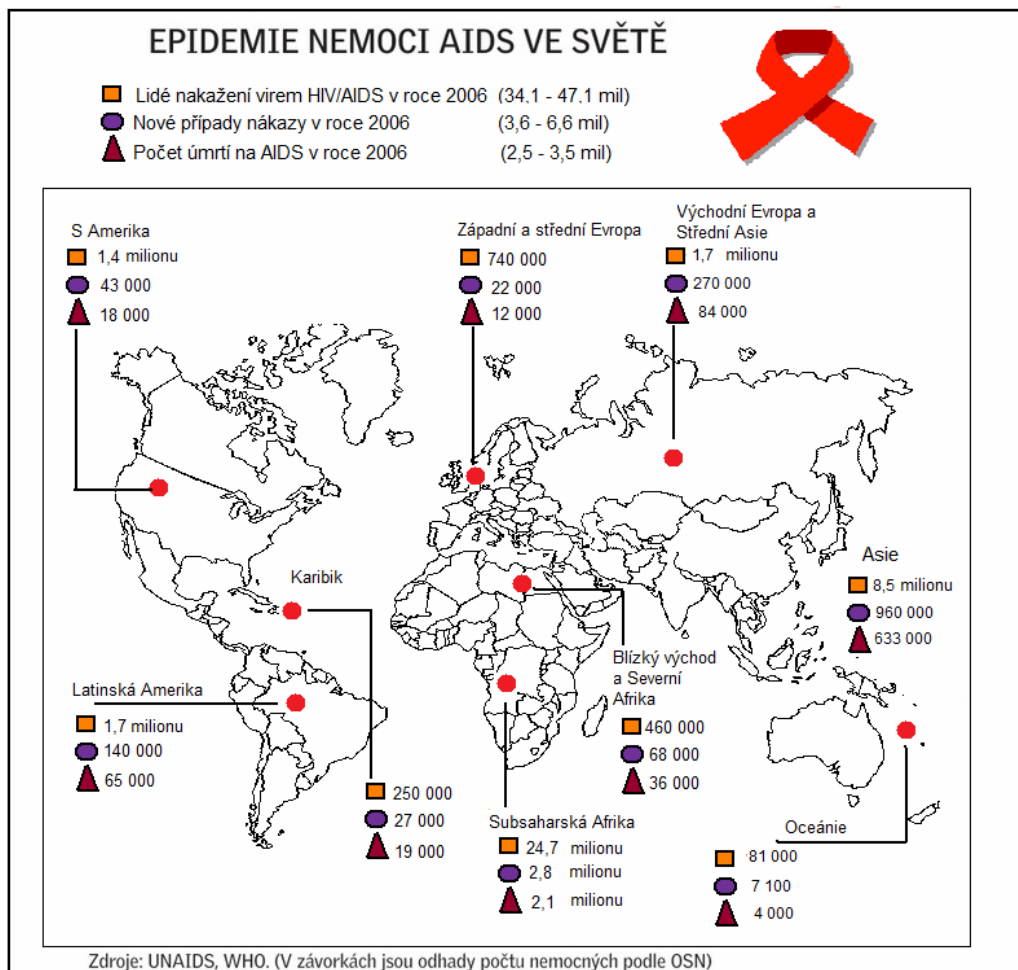 EPIDEMIE NEMOCI AIDS VE SVĚTĚ
Lidé nakažení virem HIV/AIDS v roce 2006 (34,1 - 47,1 mil)
Nové případy nákazy v roce 2006 (3,6 - 6,6 mil)
Počet úmrtí na AIDS v roce 2006 (2,5 - 3,5 mil)
S Amerika
1,4 milionu
43 000
18 000
Západní a střední Evropa
740 000
22 000
12 000
Východní Evropa a
Střední Asie
1,7 milionu
270 000
84 000
Asie
8,5 milionu
960 000
633 000
Karibik
250 000
27 000
19 000
Latinská Amerika
1,7 milionu
140 000
65 000
Blízký východ
a Severní
Afrika
460 000
68 000
36 000
Subsaharská Afrika
24,7 milionu
2,8 milionu
2,1 milionu
Oceánie
81 000
7 100
4 000
Zdroje: UNAIDS, WHO. (V závorkách jsou odhady počtu nemocných podle OSN)